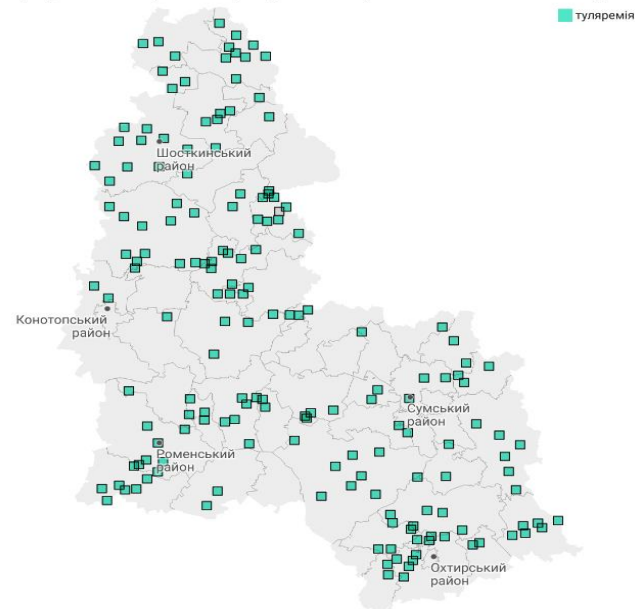 туляремія
Шосткинський
район
Конотопський
район
Сумський
район
Роменський
район
Охтирський
район